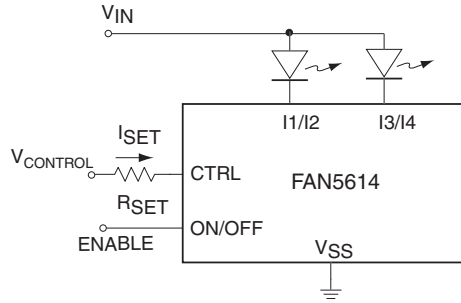 VIN
I1/I2 I3/I4
ISET
VCONTROL
CTRL
FAN5614
RSET
ON/OFF
ENABLE
VSS